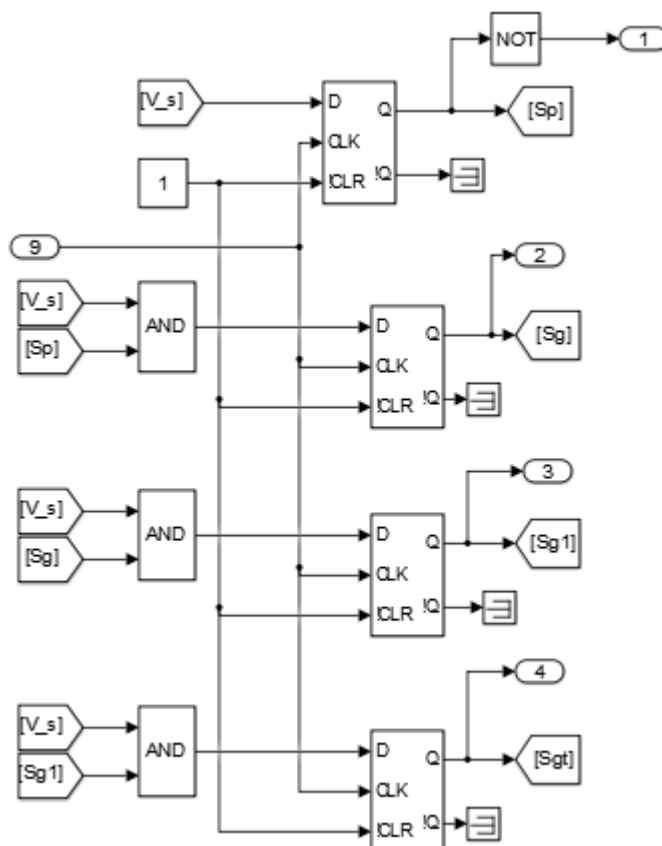 NOT
1
[V_s]
D
Q
[Sp]
CLK
1
!CLR
!Q
9
2
[V_s]
AND
D
Q
[Sg]
[Sp]
CLK
!CLR
!Q
3
[V_s]
AND
D
Q
[Sg1]
[Sg]
CLK
!CLR
!Q
4
[V_s]
AND
D
Q
[Sgt]
[Sg1]
CLK
!CLR
!Q